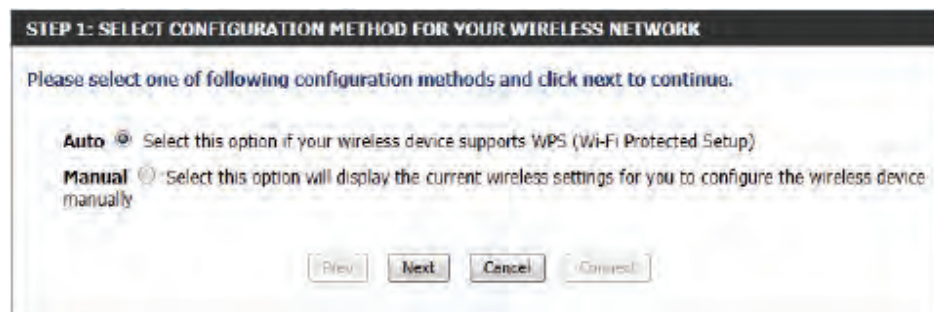 STEP 1: SELECT CONFIGURATION METHOD FOR YOUR WIRELESS NETWORK
Please select one of following configuration methods and click next to continue.
Auto Select this option if your wireless device supports WPS (Wi-Fi Protected Setup)
Manual Select this option will display the current wireless settings for you to configure the wireless device
manually
Prev Next Cancel Connect